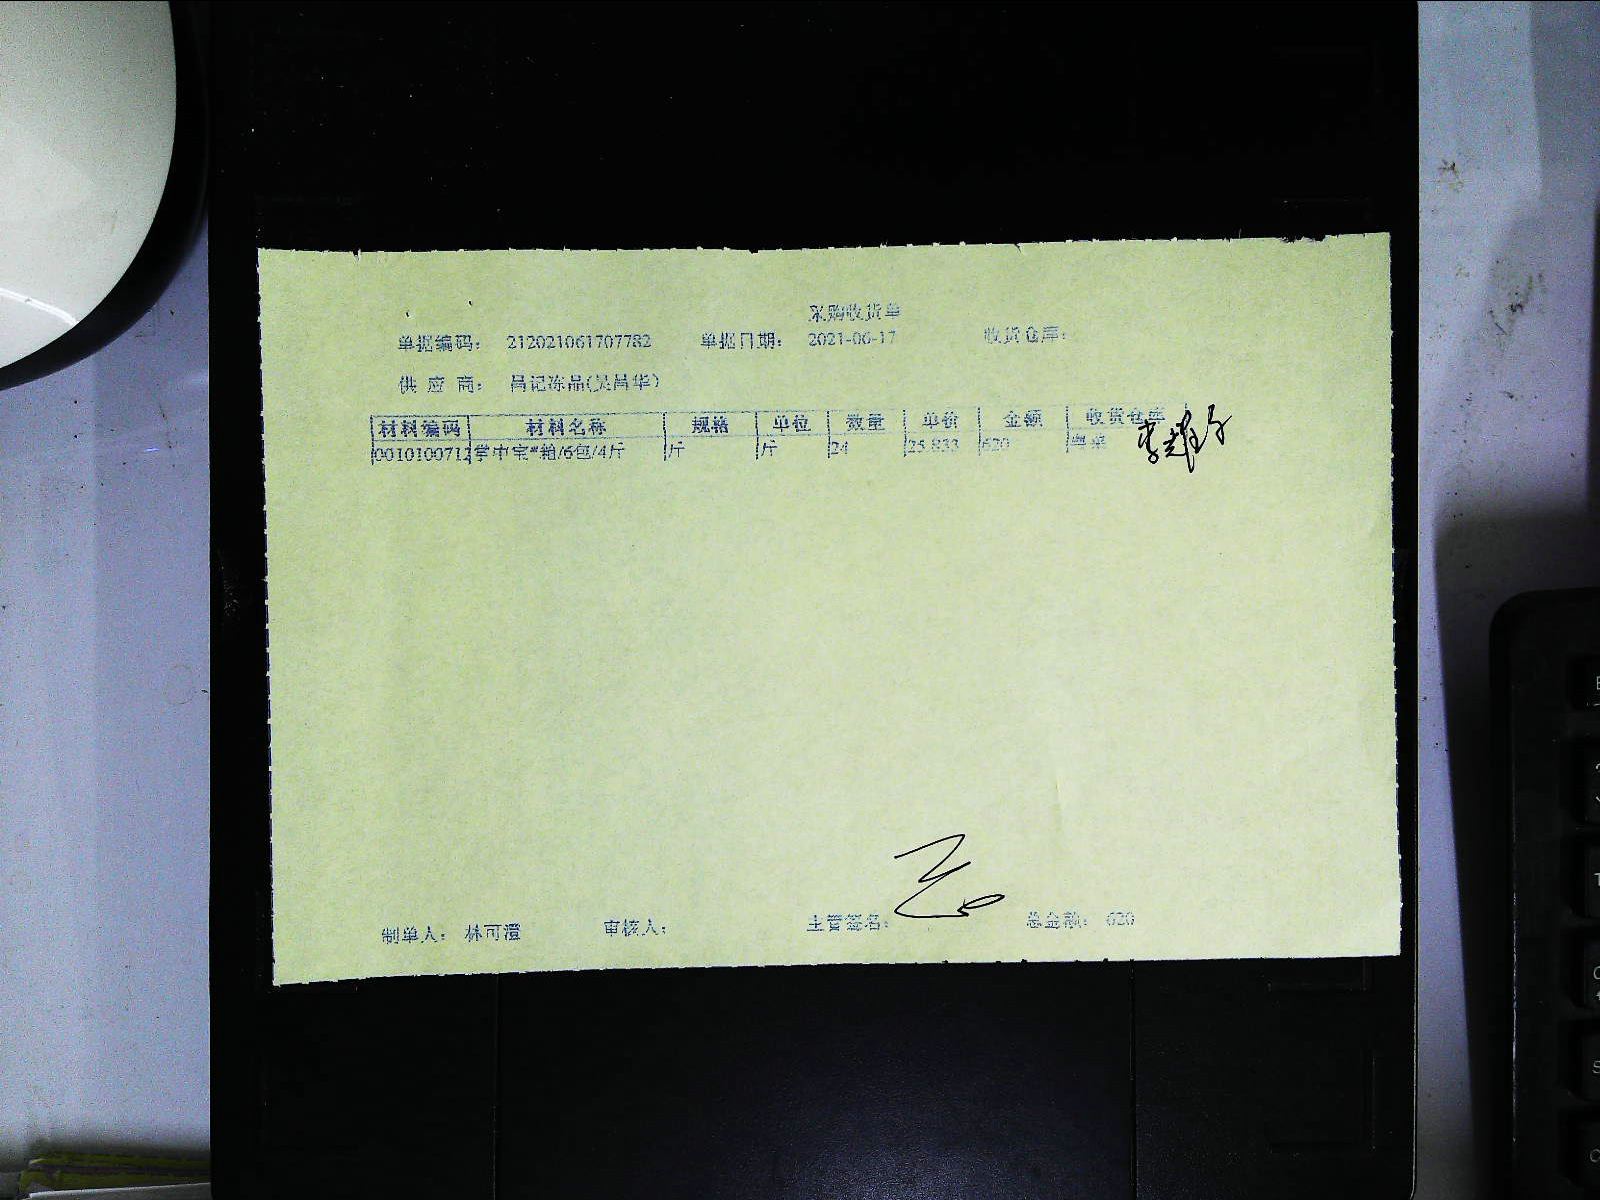 采购收货单
单据编码： 212021061707782 单据日期： 2021-06-17 收货仓库：
供 应 商： 昌记冻品(吴昌华)
材料编码 材料名称 规格 单位 数量 单价 金额 收货仓库
0010100712 掌中宝*箱/6包/4斤 斤 斤 24 25.833 620 粤菜
制单人： 林可澄 审核人： 主管签名： 总金额： 620